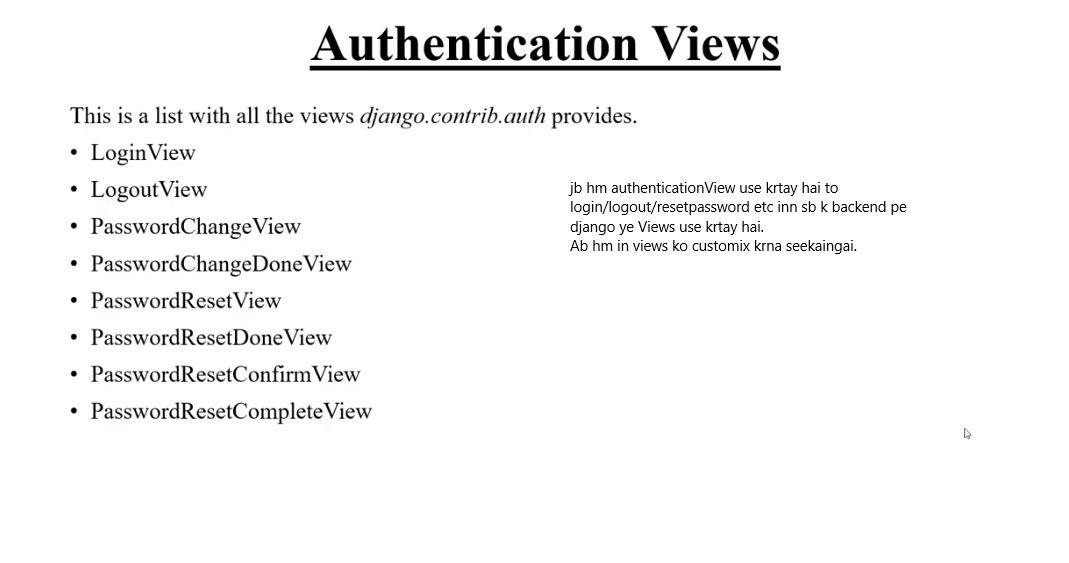 Authentication Views
This is a list with all the views django.contrib.auth provides.
• LoginView
• LogoutView
• PasswordChangeView
• PasswordChangeDoneView
• PasswordResetView
• PasswordResetDoneView
• PasswordResetConfirmView
• PasswordResetCompleteView
jb hm authenticationView use krtay hai to
login/logout/resetpassword etc inn sb k backend pe
django ye Views use krtay hai.
Ab hm in views ko customix krna seekaingai.